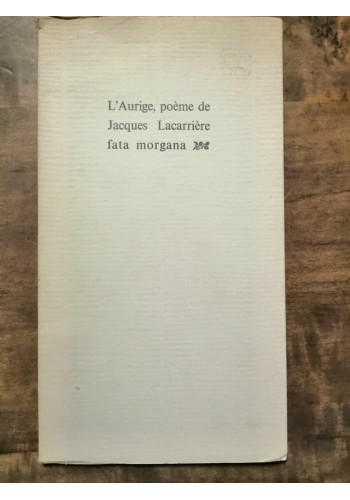 L'Aurige, poème de
Jacques Lacarrière
fata morgana